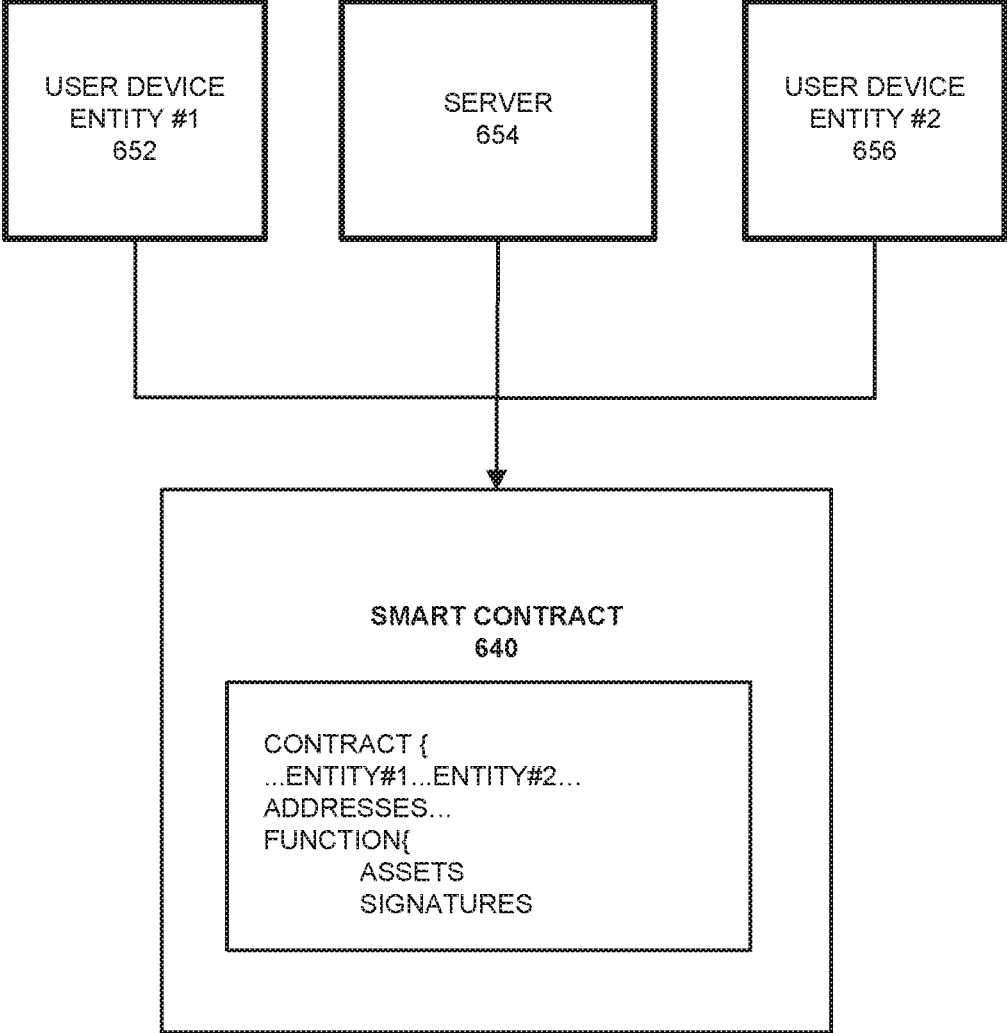 USER DEVICE
ENTITY #1
652
SERVER
654
USER DEVICE
ENTITY #2
656
SMART CONTRACT
640
CONTRACT {
...ENTITY#1...ENTITY#2...
ADDRESSES...
FUNCTION{
ASSETS
SIGNATURES